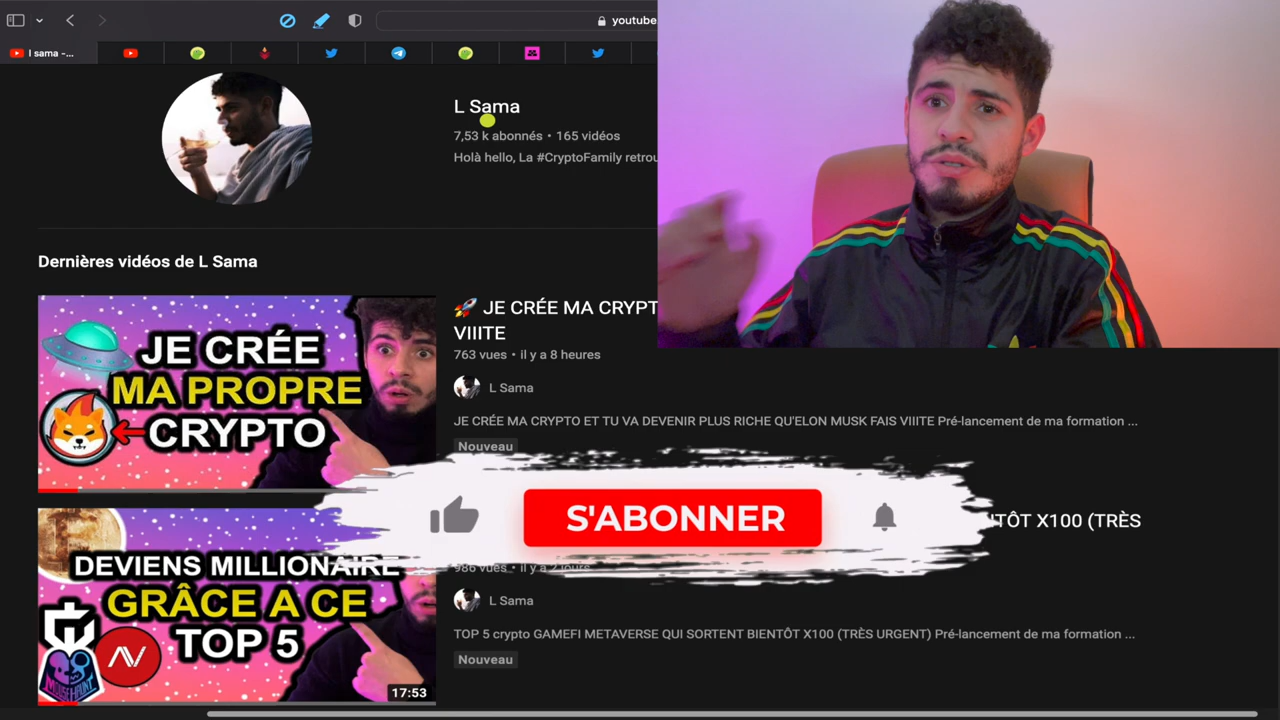 youtube
l sama –...
L Sama
7,53 k abonnés • 165 vidéos
Holà hello, La #CryptoFamily
Dernières vidéos de L Sama
🚀 JE CRÉE MA CRYPT
VIIITE
763 vues • il y a 8 heures
L Sama
JE CRÉE MA CRYPTO ET TU VA DEVENIR PLUS RICHE QU'ELON MUSK FAIS VIIITE Pré-lancement de ma formation ...
Nouveau
JE CRÉE
MA PROPRE
CRYPTO
S'ABONNER
X100 (TRÈS
986 vues • il y a 2 jours
L Sama
TOP 5 crypto GAMEFI METAVERSE QUI SORTENT BIENTÔT X100 (TRÈS URGENT) Pré-lancement de ma formation ...
Nouveau
DEVIENS MILLIONAIRE
GRÂCE A CE
TOP 5
MOUSE HAUNT
17:53